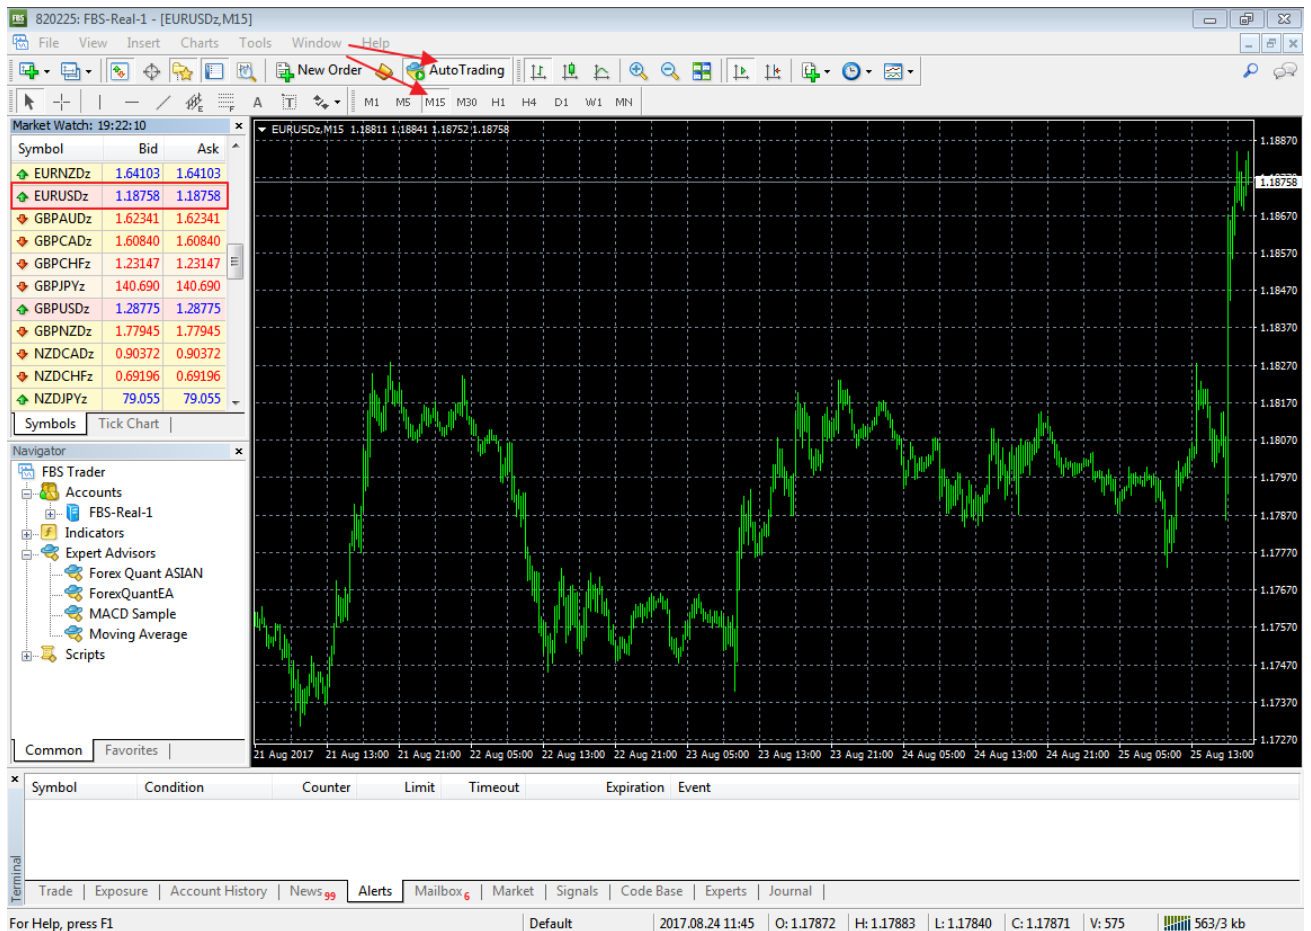 820225: FBS-Real-1 - [EURUSDz,M15]
File View Insert Charts Tools Window Help
New Order AutoTrading
A T E F M1 M5 M15 M30 H1 H4 D1 W1 MN
Market Watch: 19:22:10
Symbol Bid Ask
EURNZDz 1.64103 1.64103
EURUSDz 1.18758 1.18758
GBPAUDz 1.62341 1.62341
GBPCADz 1.60840 1.60840
GBPCHFz 1.23147 1.23147
GBPJPYz 140.690 140.690
GBPUSDz 1.28775 1.28775
GBPNZDz 1.77945 1.77945
NZDCADz 0.90372 0.90372
NZDCHFz 0.69196 0.69196
NZDJPYz 79.055 79.055
Symbols Tick Chart
Navigator
FBS Trader
Accounts
FBS-Real-1
Indicators
Expert Advisors
Forex Quant ASIAN
ForexQuantEA
MACD Sample
Moving Average
Scripts
Common Favorites
EURUSDz,M15 1.18811 1.18841 1.18752 1.18758
1.18870
1.18758
1.18670
1.18570
1.18470
1.18370
1.18270
1.18170
1.18070
1.17970
1.17870
1.17770
1.17670
1.17570
1.17470
1.17370
1.17270
21 Aug 2017 21 Aug 13:00 21 Aug 21:00 22 Aug 05:00 22 Aug 13:00 22 Aug 21:00 23 Aug 05:00 23 Aug 13:00 23 Aug 21:00 24 Aug 05:00 24 Aug 13:00 24 Aug 21:00 25 Aug 05:00 25 Aug 13:00
Symbol Condition Counter Limit Timeout Expiration Event
Terminal
Trade Exposure Account History News 99 Alerts Mailbox 6 Market Signals Code Base Experts Journal
For Help, press F1 Default 2017.08.24 11:45 O: 1.17872 H: 1.17883 L: 1.17840 C: 1.17871 V: 575 563/3 kb